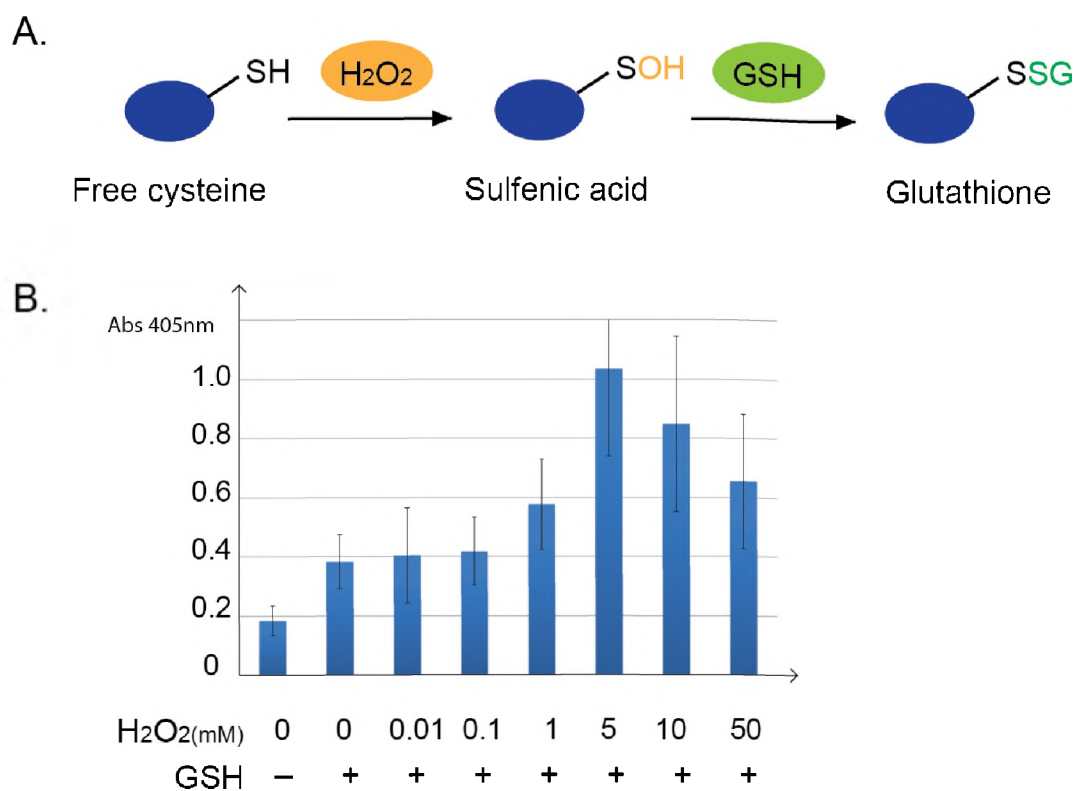 A.
SH
H2O2
SOH
GSH
SSG
Free cysteine
Sulfenic acid
Glutathione
B.
Abs 405nm
1.0
0.8
0.6
0.4
0.2
0
H2O2(mM) 0 0 0.01 0.1 1 5 10 50
GSH – + + + + + + +